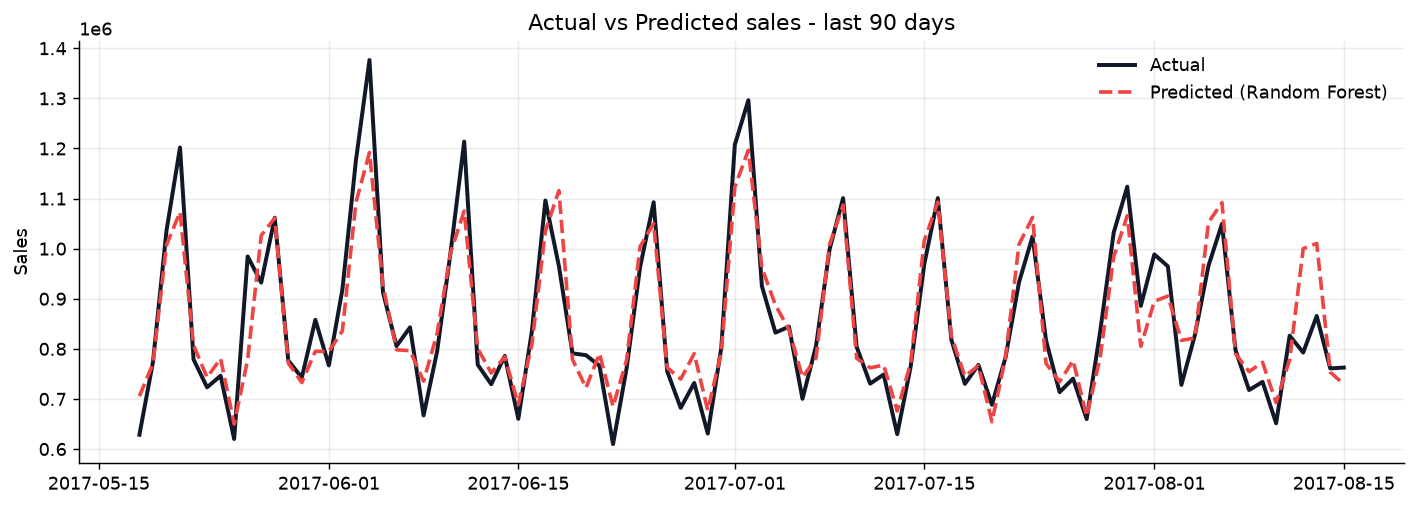 Actual vs Predicted sales - last 90 days
1e6
1.4
1.3
1.2
1.1
1.0
0.9
0.8
0.7
0.6
Sales
Actual
Predicted (Random Forest)
2017-05-15 2017-06-01 2017-06-15 2017-07-01 2017-07-15 2017-08-01 2017-08-15